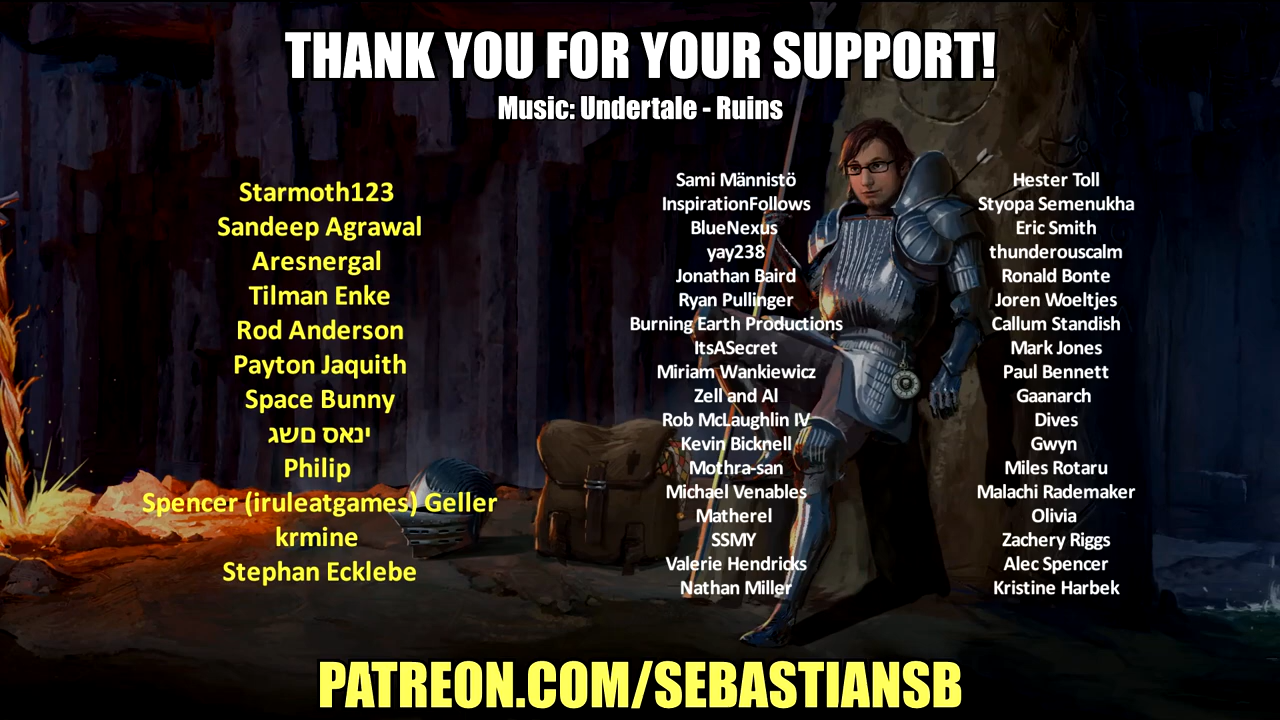 THANK YOU FOR YOUR SUPPORT!
Music: Undertale - Ruins
Starmoth123
Sandeep Agrawal
Aresnergal
Tilman Enke
Rod Anderson
Payton Jaquith
Space Bunny
ינאס םשג
Philip
Spencer (iruleatgames) Geller
krmine
Stephan Ecklebe
Sami Männistö
InspirationFollows
BlueNexus
yay238
Jonathan Baird
Ryan Pullinger
Burning Earth Productions
ItsASecret
Miriam Wankiewicz
Zell and Al
Rob McLaughlin IV
Kevin Bicknell
Mothra-san
Michael Venables
Matherel
SSMY
Valerie Hendricks
Nathan Miller
Hester Toll
Styopa Semenukha
Eric Smith
thunderouscalm
Ronald Bonte
Joren Woeltjes
Callum Standish
Mark Jones
Paul Bennett
Gaanarch
Dives
Gwyn
Miles Rotaru
Malachi Rademaker
Olivia
Zachery Riggs
Alec Spencer
Kristine Harbek
PATREON.COM/SEBASTIANSB